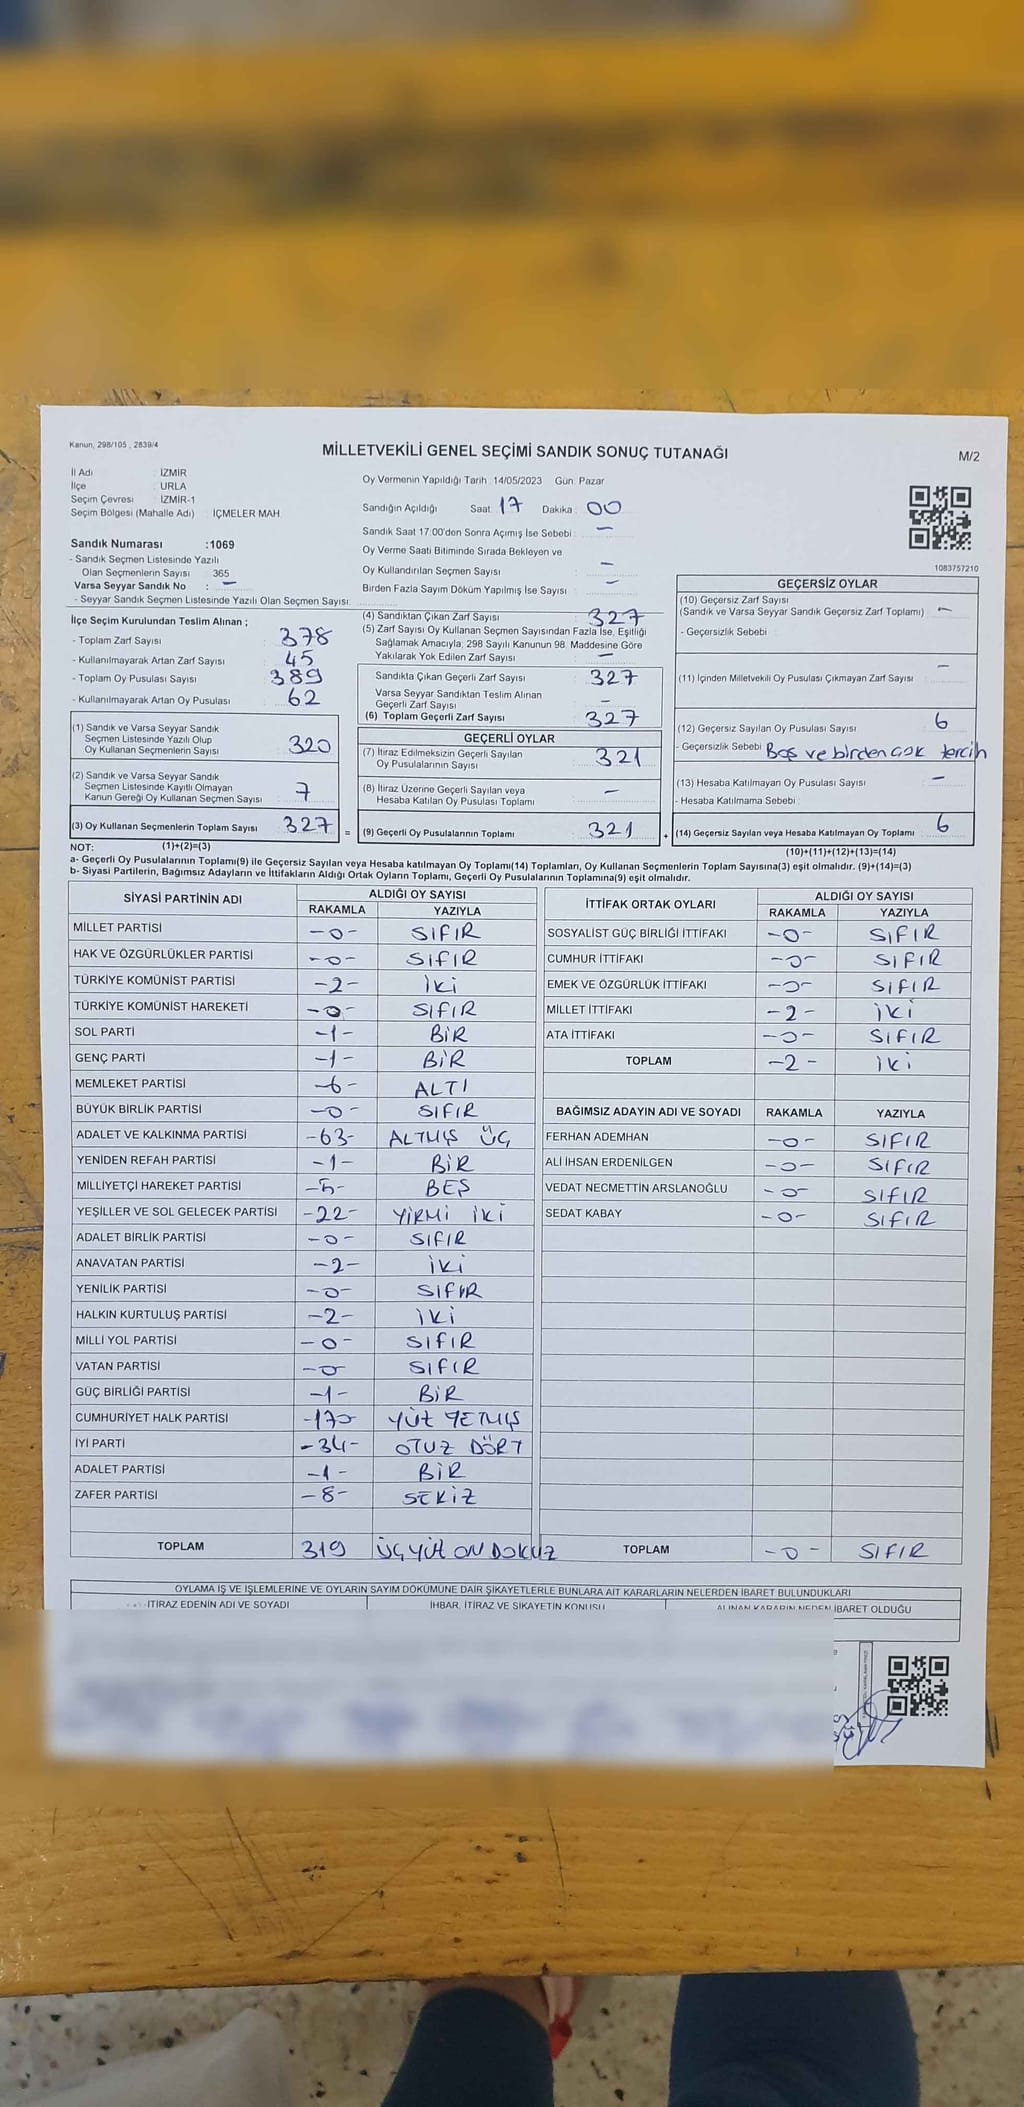 Kanun, 298/105 , 2839/4
MİLLETVEKİLİ GENEL SEÇİMİ SANDIK SONUÇ TUTANAĞI
M/2
İl Adı : İZMİR
İlçe : URLA
Seçim Çevresi : İZMİR-1
Seçim Bölgesi (Mahalle Adı) : İÇMELER MAH.
Sandık Numarası :1069
- Sandık Seçmen Listesinde Yazılı
Olan Seçmenlerin Sayısı : 365
Varsa Seyyar Sandık No : -
- Seyyar Sandık Seçmen Listesinde Yazılı Olan Seçmen Sayısı:
Oy Vermenin Yapıldığı Tarih :14/05/2023 Gün: Pazar
Sandığın Açıldığı Saat: 17 Dakika: 00
Sandık Saat 17:00'den Sonra Açımış İse Sebebi : -
Oy Verme Saati Bitiminde Sırada Bekleyen ve
Oy Kullandırılan Seçmen Sayısı : -
Birden Fazla Sayım Döküm Yapılmış İse Sayısı : -
1083757210
İlçe Seçim Kurulundan Teslim Alınan ;
- Toplam Zarf Sayısı : 378
- Kullanılmayarak Artan Zarf Sayısı : 45
- Toplam Oy Pusulası Sayısı : 389
- Kullanılmayarak Artan Oy Pusulası : 62
(1) Sandık ve Varsa Seyyar Sandık
Seçmen Listesinde Yazılı Olup
Oy Kullanan Seçmenlerin Sayısı : 320
(2) Sandık ve Varsa Seyyar Sandık
Seçmen Listesinde Kayıtlı Olmayan
Kanun Gereği Oy Kullanan Seçmen Sayısı : 7
(3) Oy Kullanan Seçmenlerin Toplam Sayısı : 327
(1)+(2)=(3)
(4) Sandıktan Çıkan Zarf Sayısı : 327
(5) Zarf Sayısı Oy Kullanan Seçmen Sayısından Fazla İse, Eşitliği
Sağlamak Amacıyla, 298 Sayılı Kanunun 98. Maddesine Göre
Yakılarak Yok Edilen Zarf Sayısı : -
Sandıkta Çıkan Geçerli Zarf Sayısı : 327
Varsa Seyyar Sandıktan Teslim Alınan
Geçerli Zarf Sayısı : -
(6) Toplam Geçerli Zarf Sayısı : 327
GEÇERLİ OYLAR
(7) İtiraz Edilmeksizin Geçerli Sayılan
Oy Pusulalarının Sayısı : 321
(8) İtiraz Üzerine Geçerli Sayılan veya
Hesaba Katılan Oy Pusulası Toplamı : -
= (9) Geçerli Oy Pusulalarının Toplamı : 321 +
GEÇERSİZ OYLAR
(10) Geçersiz Zarf Sayısı
(Sandık ve Varsa Seyyar Sandık Geçersiz Zarf Toplamı) : -
- Geçersizlik Sebebi :
(11) İçinden Milletvekili Oy Pusulası Çıkmayan Zarf Sayısı : -
(12) Geçersiz Sayılan Oy Pusulası Sayısı : 6
- Geçersizlik Sebebi : Boş ve birden çok tercih
(13) Hesaba Katılmayan Oy Pusulası Sayısı : -
- Hesaba Katılmama Sebebi :
(14) Geçersiz Sayılan veya Hesaba Katılmayan Oy Toplamı : 6
(10)+(11)+(12)+(13)=(14)
NOT:
a- Geçerli Oy Pusulalarının Toplamı(9) ile Geçersiz Sayılan veya Hesaba katılmayan Oy Toplamı(14) Toplamları, Oy Kullanan Seçmenlerin Toplam Sayısına(3) eşit olmalıdır. (9)+(14)=(3)
b- Siyasi Partilerin, Bağımsız Adayların ve İttifakların Aldığı Ortak Oyların Toplamı, Geçerli Oy Pusulalarının Toplamına(9) eşit olmalıdır.
SİYASİ PARTİNİN ADI ALDIĞI OY SAYISI
RAKAMLA YAZIYLA
MİLLET PARTİSİ -0- SIFIR
HAK VE ÖZGÜRLÜKLER PARTİSİ -0- SIFIR
TÜRKİYE KOMÜNİST PARTİSİ -2- İKİ
TÜRKİYE KOMÜNİST HAREKETİ -0- SIFIR
SOL PARTİ -1- BİR
GENÇ PARTİ -1- BİR
MEMLEKET PARTİSİ -6- ALTI
BÜYÜK BİRLİK PARTİSİ -0- SIFIR
ADALET VE KALKINMA PARTİSİ -63- ALTMIŞ ÜÇ
YENİDEN REFAH PARTİSİ -1- BİR
MİLLİYETÇİ HAREKET PARTİSİ -5- BEŞ
YEŞİLLER VE SOL GELECEK PARTİSİ -22- YİRMİ İKİ
ADALET BİRLİK PARTİSİ -0- SIFIR
ANAVATAN PARTİSİ -2- İKİ
YENİLİK PARTİSİ -0- SIFIR
HALKIN KURTULUŞ PARTİSİ -2- İKİ
MİLLİ YOL PARTİSİ -0- SIFIR
VATAN PARTİSİ -0- SIFIR
GÜÇ BİRLİĞİ PARTİSİ -1- BİR
CUMHURİYET HALK PARTİSİ -170- YÜZ YETMİŞ
İYİ PARTİ -34- OTUZ DÖRT
ADALET PARTİSİ -1- BİR
ZAFER PARTİSİ -8- SEKİZ
TOPLAM 319 ÜÇYÜZ ONDOKUZ
İTTİFAK ORTAK OYLARI ALDIĞI OY SAYISI
RAKAMLA YAZIYLA
SOSYALİST GÜÇ BİRLİĞİ İTTİFAKI -0- SIFIR
CUMHUR İTTİFAKI -0- SIFIR
EMEK VE ÖZGÜRLÜK İTTİFAKI -0- SIFIR
MİLLET İTTİFAKI -2- İKİ
ATA İTTİFAKI -0- SIFIR
TOPLAM -2- İKİ
BAĞIMSIZ ADAYIN ADI VE SOYADI RAKAMLA YAZIYLA
FERHAN ADEMHAN -0- SIFIR
ALİ İHSAN ERDENİLGEN -0- SIFIR
VEDAT NECMETTİN ARSLANOĞLU -0- SIFIR
SEDAT KABAY -0- SIFIR
TOPLAM -0- SIFIR
OYLAMA İŞ VE İŞLEMLERİNE VE OYLARIN SAYIM DÖKÜMÜNE DAİR ŞİKAYETLERLE BUNLARA AİT KARARLARIN NELERDEN İBARET BULUNDUKLARI
İTİRAZ EDENİN ADI VE SOYADI İHBAR, İTİRAZ VE ŞİKAYETİN KONUSU ALINAN KARARIN NEDEN İBARET OLDUĞU